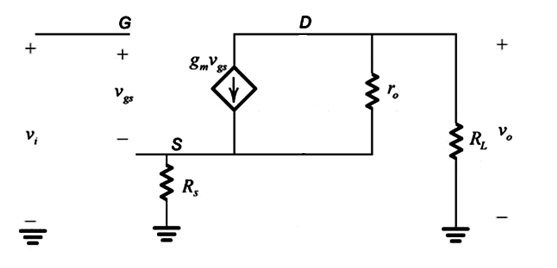 G
D
+
+
+
g_m v_gs
v_gs
r_o
v_i
S
R_L
v_o
−
R_s
−
−